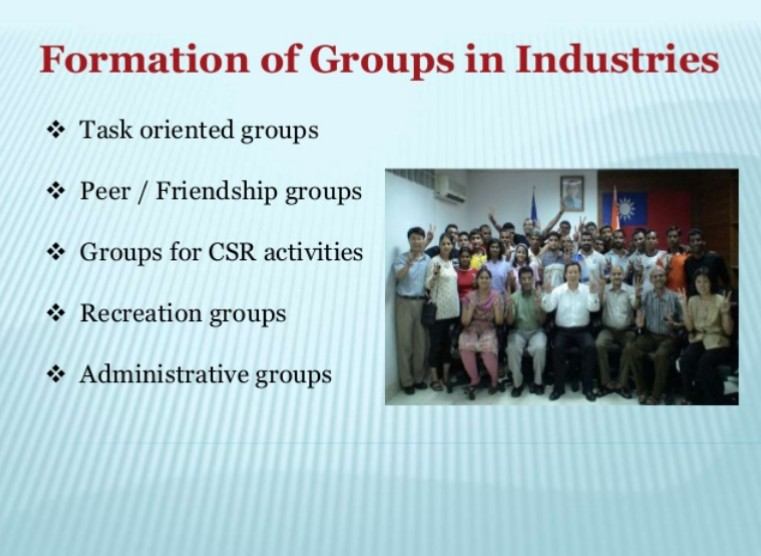 Formation of Groups in Industries
❖ Task oriented groups
❖ Peer / Friendship groups
❖ Groups for CSR activities
❖ Recreation groups
❖ Administrative groups